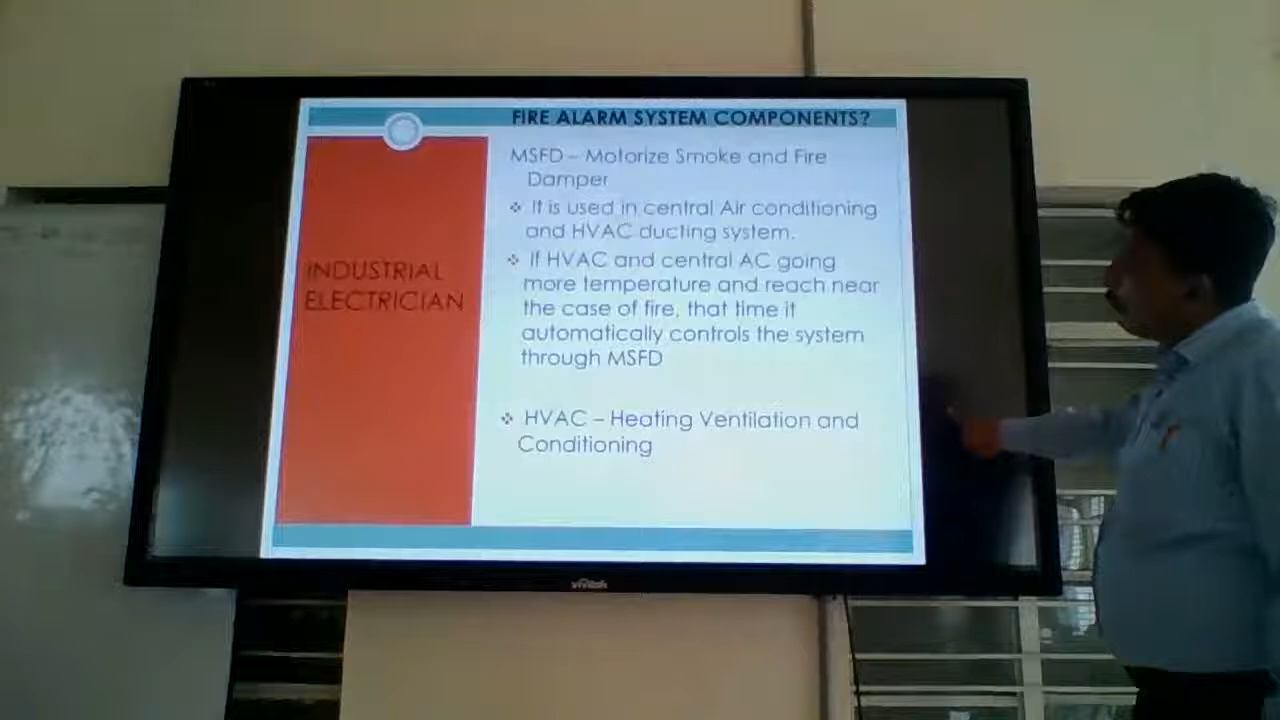 FIRE ALARM SYSTEM COMPONENTS?
INDUSTRIAL
ELECTRICIAN
MSFD – Motorize Smoke and Fire
Damper
❖ It is used in central Air conditioning
and HVAC ducting system.
❖ If HVAC and central AC going
more temperature and reach near
the case of fire, that time it
automatically controls the system
through MSFD
❖ HVAC – Heating Ventilation and
Conditioning
vivitek